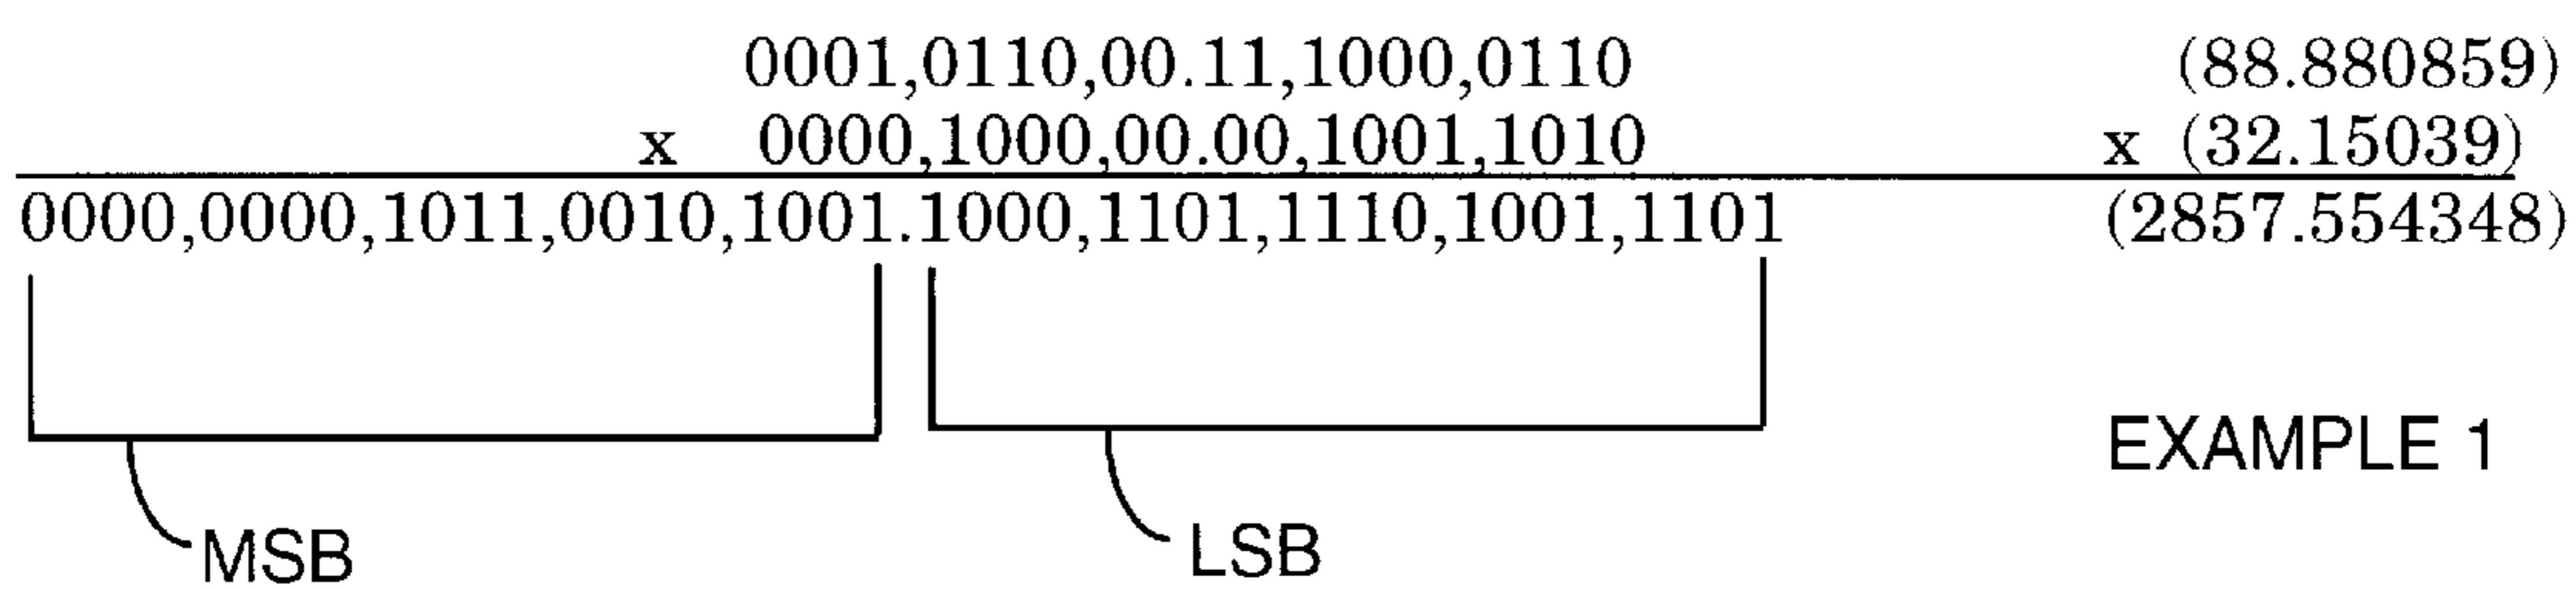 0001,0110,00.11,1000,0110 (88.880859)
x 0000,1000,00.00,1001,1010 x (32.15039)
0000,0000,1011,0010,1001.1000,1101,1110,1001,1101 (2857.554348)
EXAMPLE 1
MSB LSB